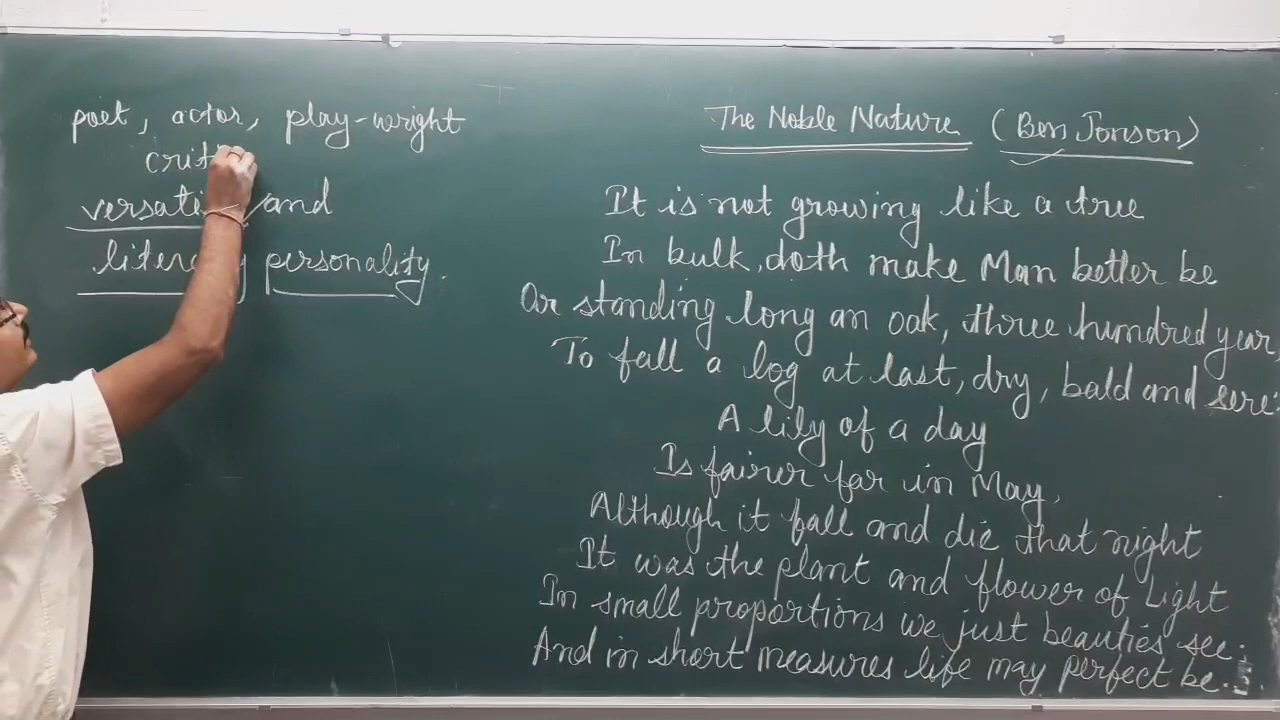 poet, actor, play-wright
versati and
personality.
The Noble Nature (Ben Jonson)
It is not growing like a tree
In bulk, doth make Man better be
Or standing long an oak, three hundred year
To fall a log at last, dry, bald and sere.
A lily of a day
Is fairer far in May,
Although it fall and die that night
It was the plant and flower of Light
In small proportions we just beauties see.
And in short measures life may perfect be.